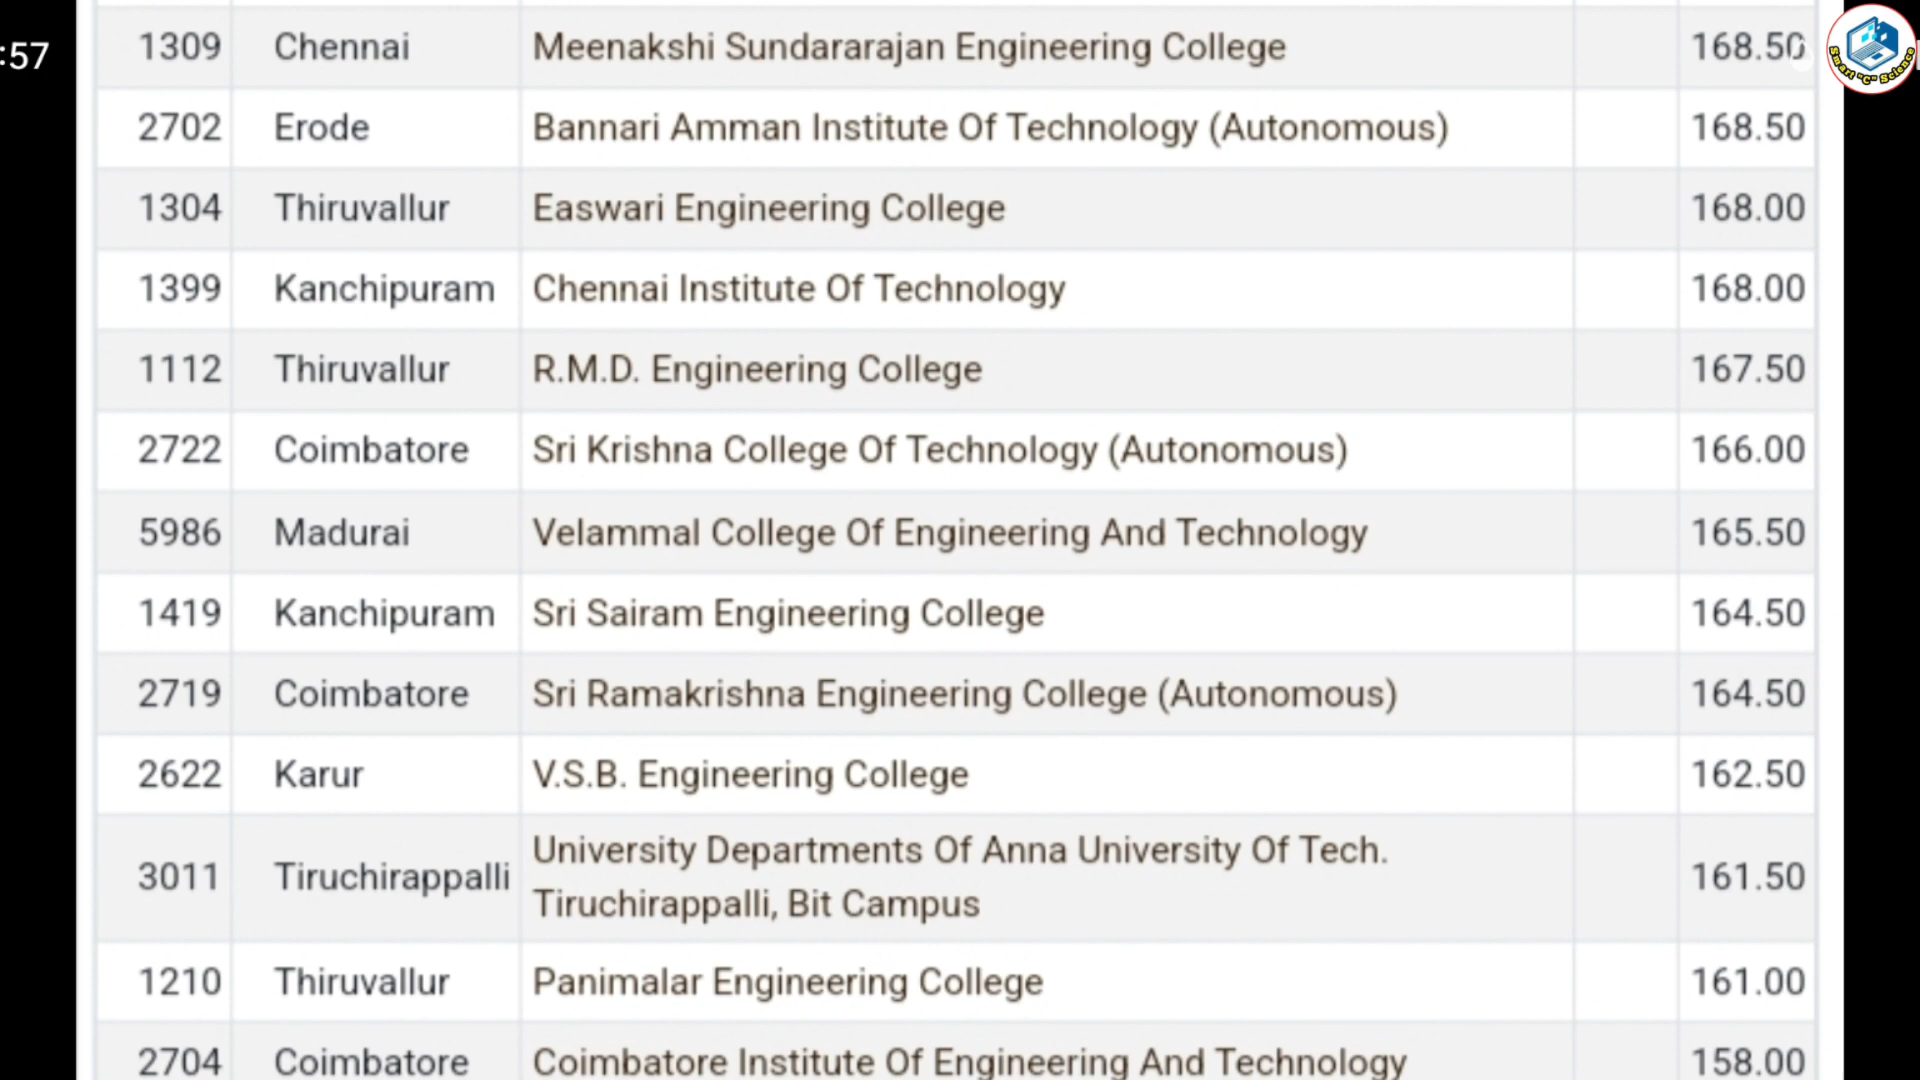 :57
1309 Chennai Meenakshi Sundararajan Engineering College 168.50
2702 Erode Bannari Amman Institute Of Technology (Autonomous) 168.50
1304 Thiruvallur Easwari Engineering College 168.00
1399 Kanchipuram Chennai Institute Of Technology 168.00
1112 Thiruvallur R.M.D. Engineering College 167.50
2722 Coimbatore Sri Krishna College Of Technology (Autonomous) 166.00
5986 Madurai Velammal College Of Engineering And Technology 165.50
1419 Kanchipuram Sri Sairam Engineering College 164.50
2719 Coimbatore Sri Ramakrishna Engineering College (Autonomous) 164.50
2622 Karur V.S.B. Engineering College 162.50
3011 Tiruchirappalli University Departments Of Anna University Of Tech.
Tiruchirappalli, Bit Campus 161.50
1210 Thiruvallur Panimalar Engineering College 161.00
2704 Coimbatore Coimbatore Institute Of Engineering And Technology 158.00
Smart "C" Science